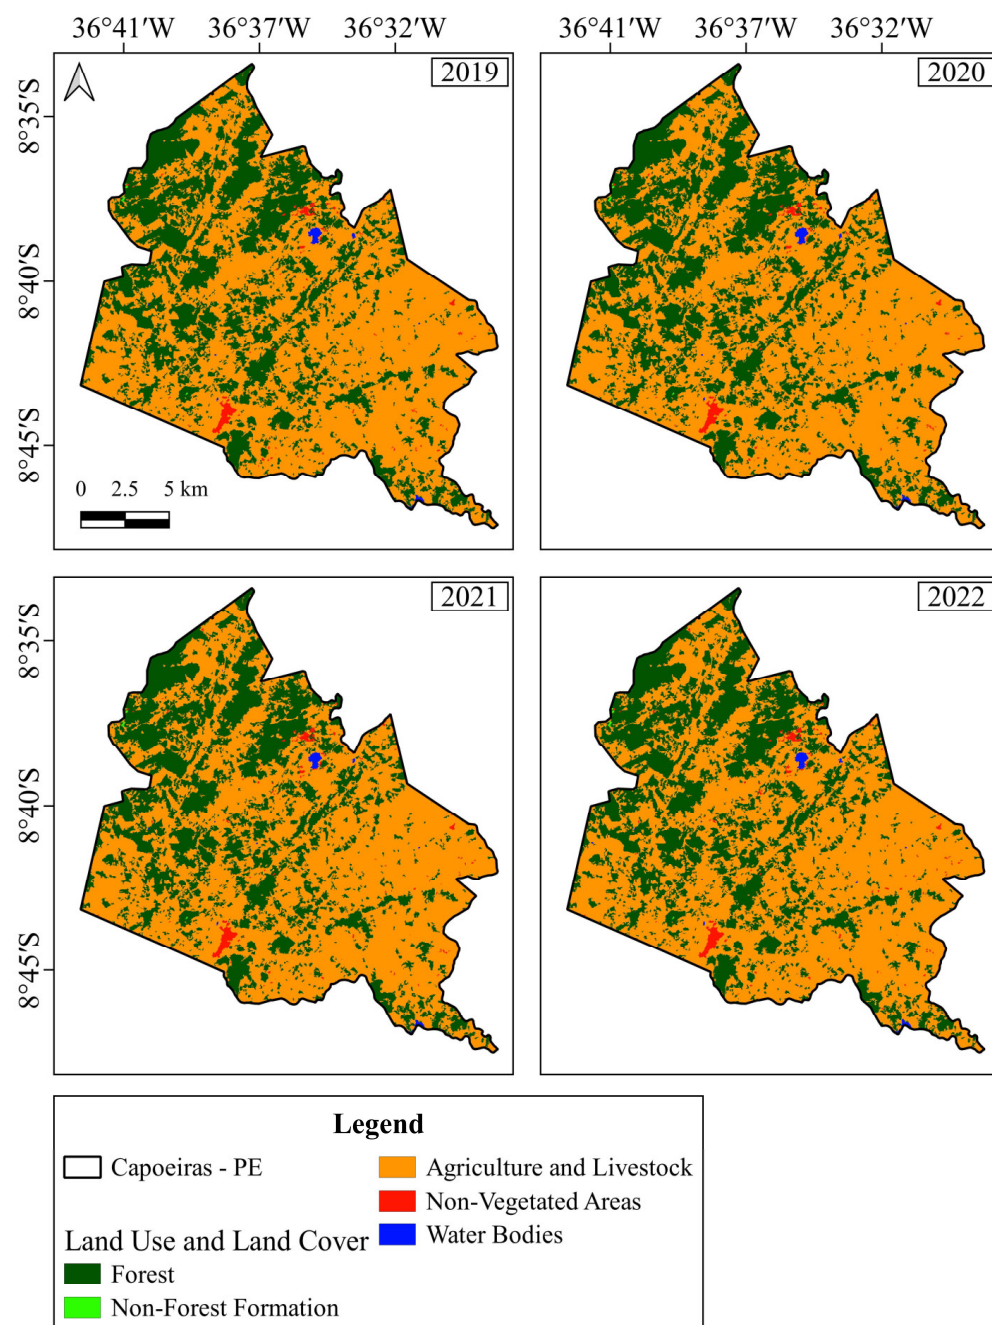 36°41′W 36°37′W 36°32′W 36°41′W 36°37′W 36°32′W
2019 2020
8°35′S
8°40′S
8°45′S
0 2.5 5 km
2021 2022
8°35′S
8°40′S
8°45′S
Legend
Capoeiras - PE
Agriculture and Livestock
Non-Vegetated Areas
Water Bodies
Land Use and Land Cover
Forest
Non-Forest Formation